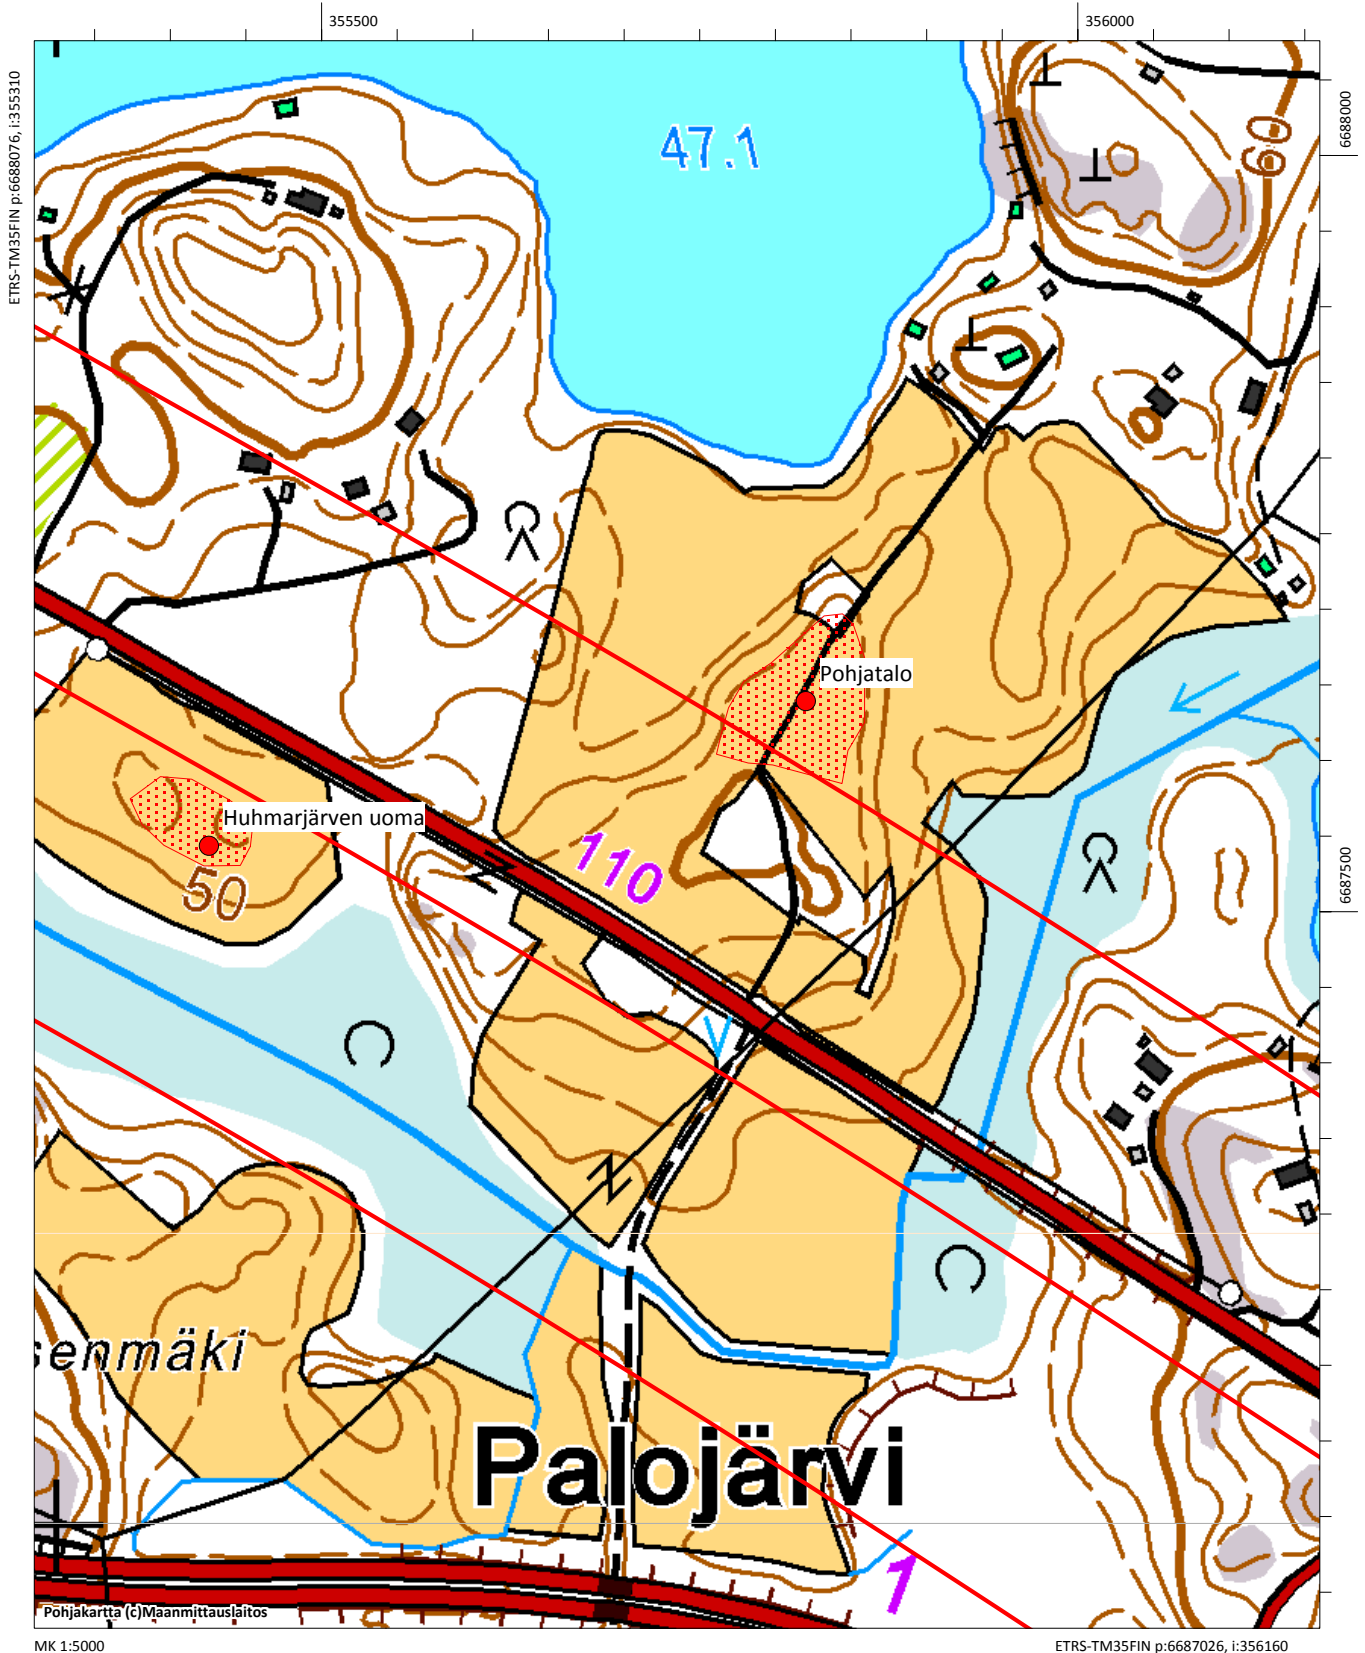 355500
356000
ETRS-TM35FIN p:6688076, i:355310
6688000
47.1
60
Pohjatalo
Huhmarjärven uoma
50
110
6687500
senmäki
Palojärvi
1
Pohjakartta (c)Maanmittauslaitos
MK 1:5000
ETRS-TM35FIN p:6687026, i:356160